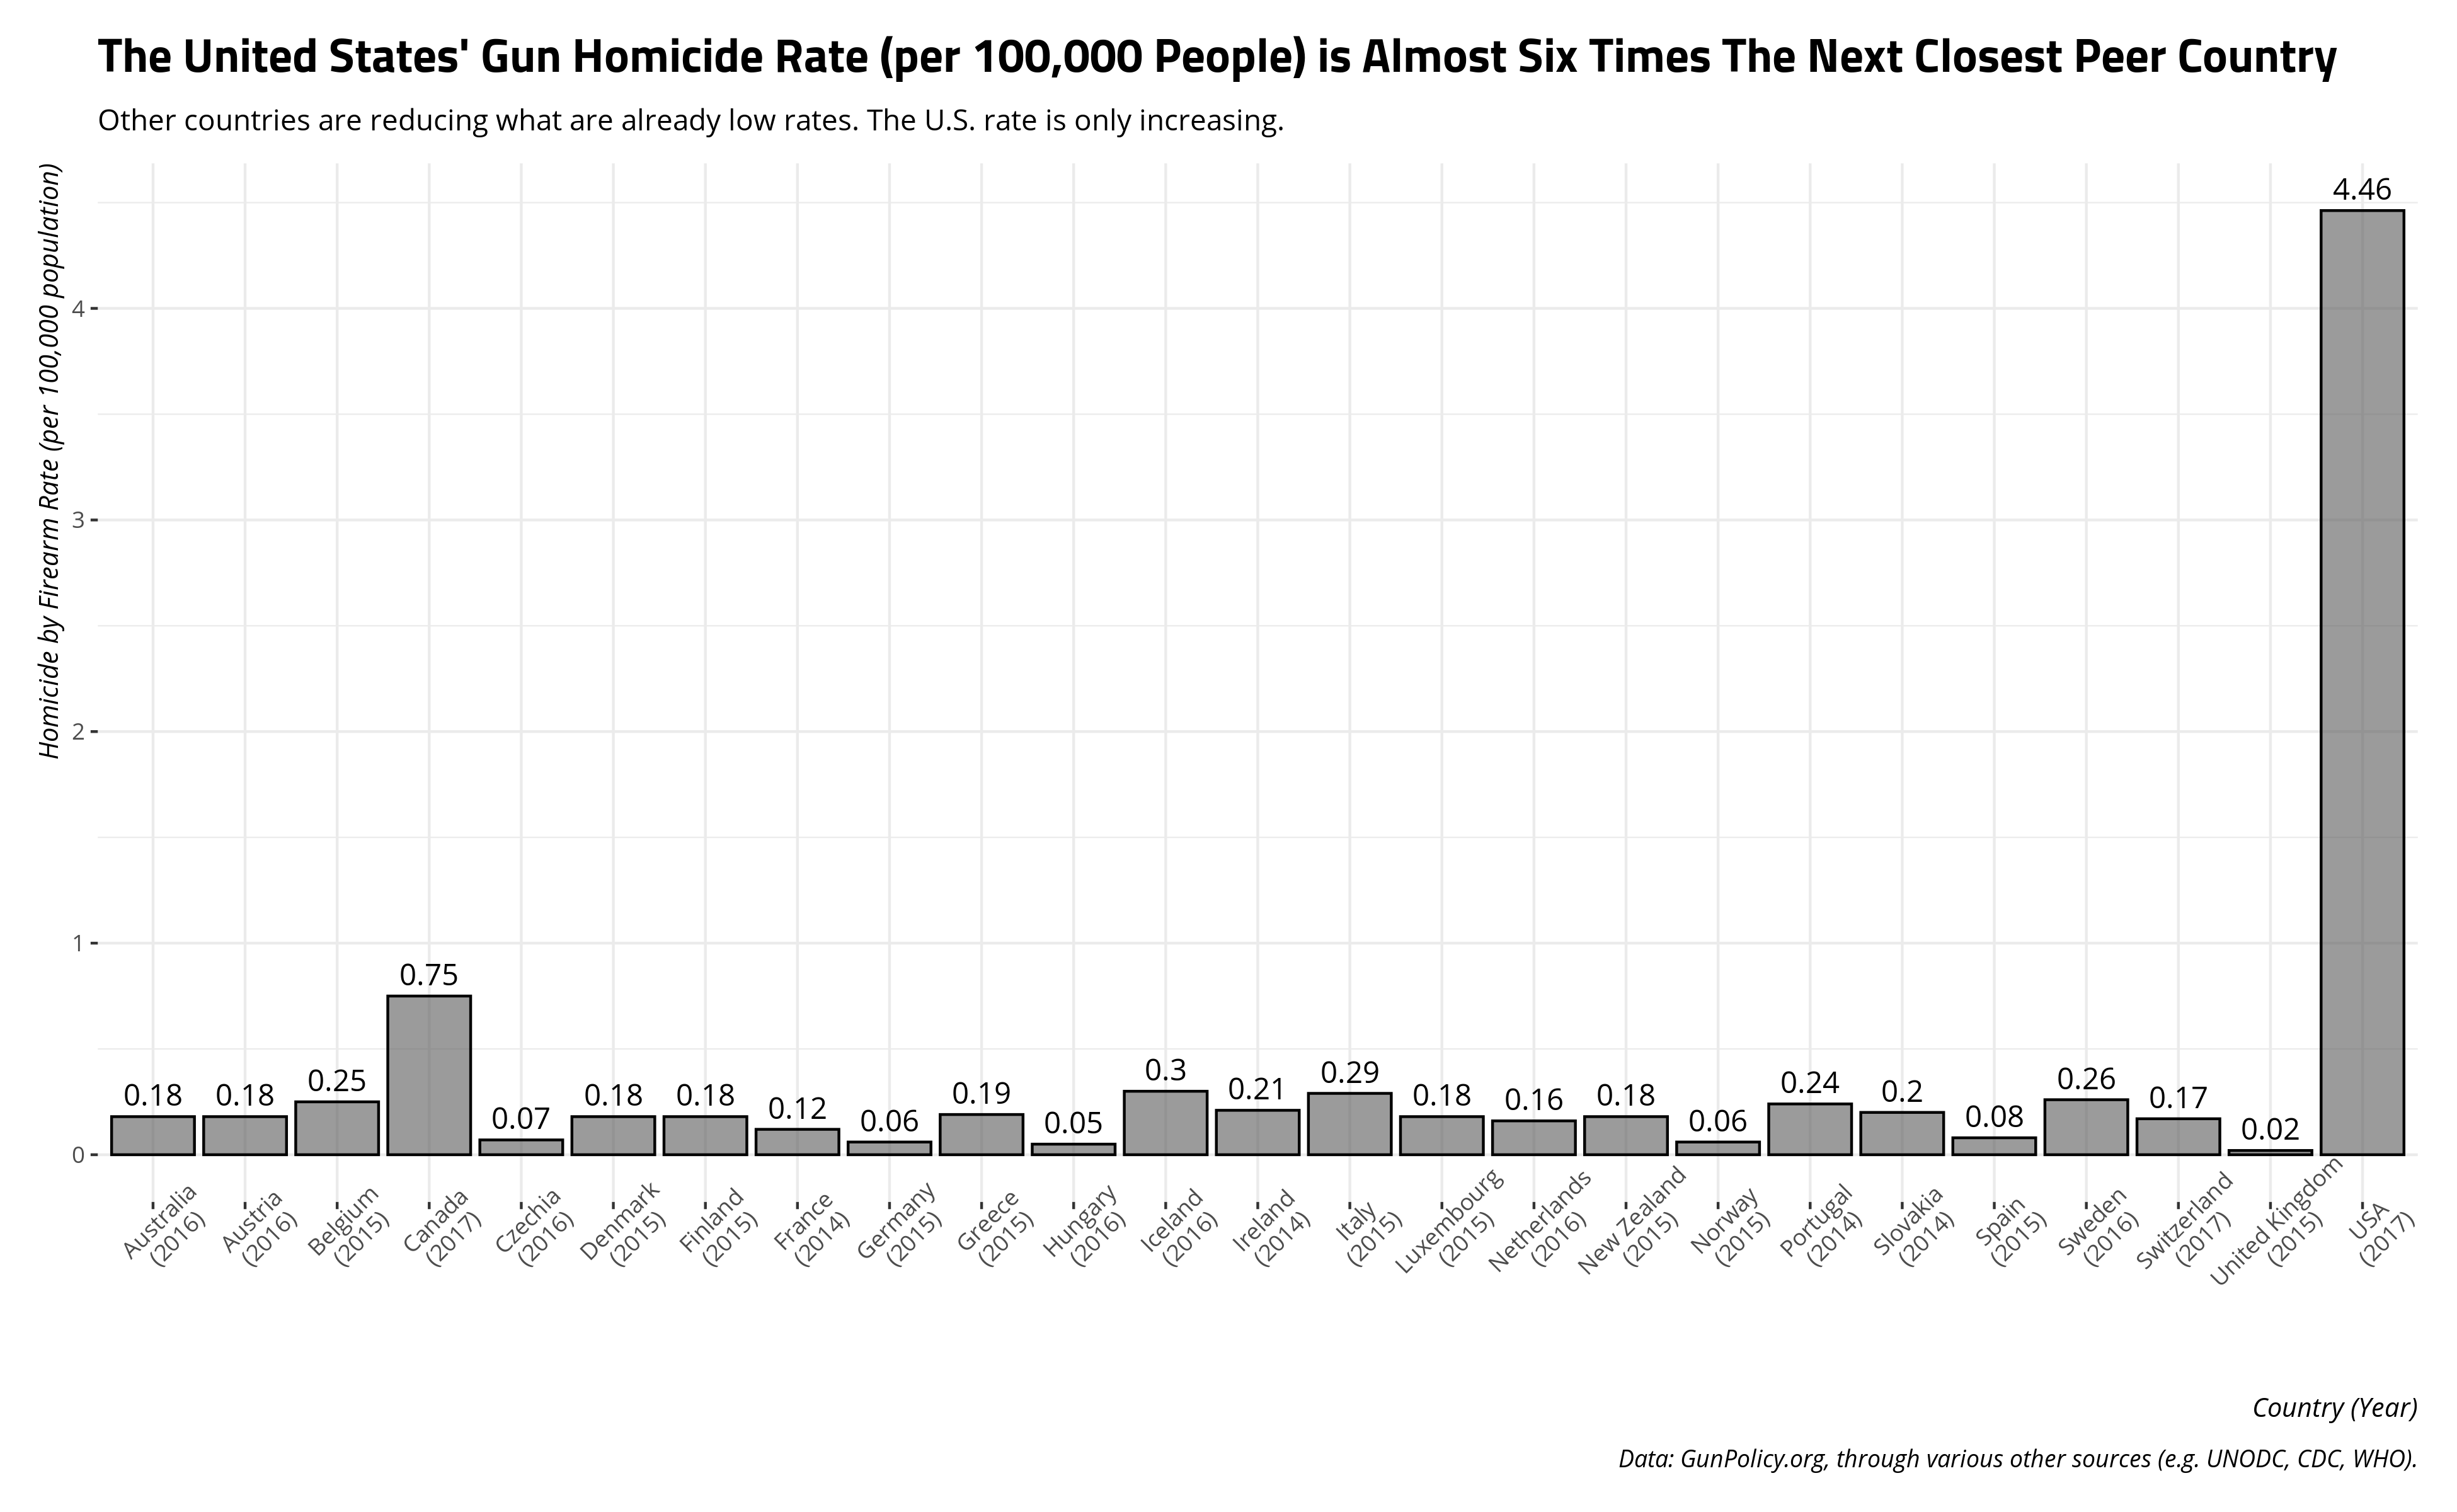 The United States' Gun Homicide Rate (per 100,000 People) is Almost Six Times The Next Closest Peer Country
Other countries are reducing what are already low rates. The U.S. rate is only increasing.
Homicide by Firearm Rate (per 100,000 population)
4
3
2
1
0
0.18
0.18
0.25
0.75
0.07
0.18
0.18
0.12
0.06
0.19
0.05
0.3
0.21
0.29
0.18
0.16
0.18
0.06
0.24
0.2
0.08
0.26
0.17
0.02
4.46
Australia
(2016)
Austria
(2016)
Belgium
(2015)
Canada
(2017)
Czechia
(2016)
Denmark
(2015)
Finland
(2015)
France
(2014)
Germany
(2015)
Greece
(2015)
Hungary
(2016)
Iceland
(2016)
Ireland
(2014)
Italy
(2015)
Luxembourg
(2015)
Netherlands
(2016)
New Zealand
(2015)
Norway
(2015)
Portugal
(2014)
Slovakia
(2014)
Spain
(2015)
Sweden
(2016)
Switzerland
(2017)
United Kingdom
(2015)
USA
(2017)
Country (Year)
Data: GunPolicy.org, through various other sources (e.g. UNODC, CDC, WHO).